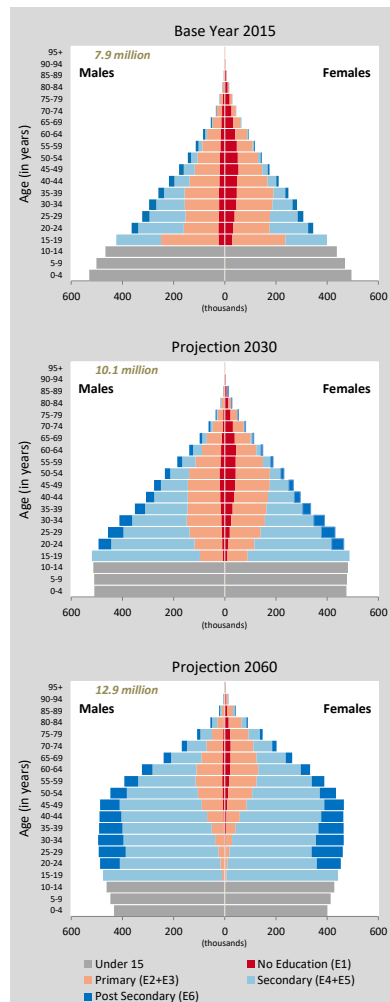 Base Year 2015
7.9 million
Males
Females
Age (in years)
95+
90-94
85-89
80-84
75-79
70-74
65-69
60-64
55-59
50-54
45-49
40-44
35-39
30-34
25-29
20-24
15-19
10-14
5-9
0-4
600 400 200 0 200 400 600
(thousands)
Projection 2030
10.1 million
Males
Females
Age (in years)
95+
90-94
85-89
80-84
75-79
70-74
65-69
60-64
55-59
50-54
45-49
40-44
35-39
30-34
25-29
20-24
15-19
10-14
5-9
0-4
600 400 200 0 200 400 600
(thousands)
Projection 2060
12.9 million
Males
Females
Age (in years)
95+
90-94
85-89
80-84
75-79
70-74
65-69
60-64
55-59
50-54
45-49
40-44
35-39
30-34
25-29
20-24
15-19
10-14
5-9
0-4
600 400 200 0 200 400 600
(thousands)
Under 15
No Education (E1)
Primary (E2+E3)
Secondary (E4+E5)
Post Secondary (E6)